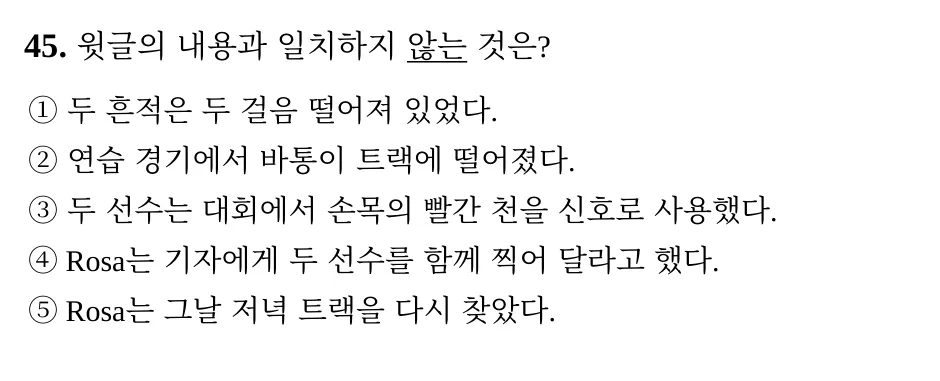 45. 윗글의 내용과 일치하지 않는 것은?
① 두 흔적은 두 걸음 떨어져 있었다.
② 연습 경기에서 바통이 트랙에 떨어졌다.
③ 두 선수는 대회에서 손목의 빨간 천을 신호로 사용했다.
④ Rosa는 기자에게 두 선수를 함께 찍어 달라고 했다.
⑤ Rosa는 그날 저녁 트랙을 다시 찾았다.